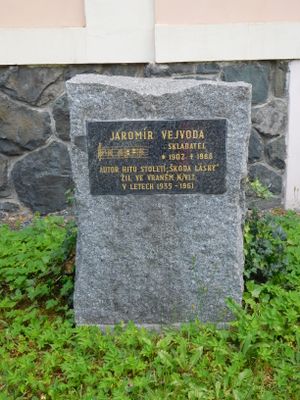 JAROMÍR VEJVODA
SKLADATEL
* 1902 † 1988
AUTOR HITU STOLETÍ „ŠKODA LÁSKY"
ŽIL VE VRANÉM N/VLT.
V LETECH 1935-1961